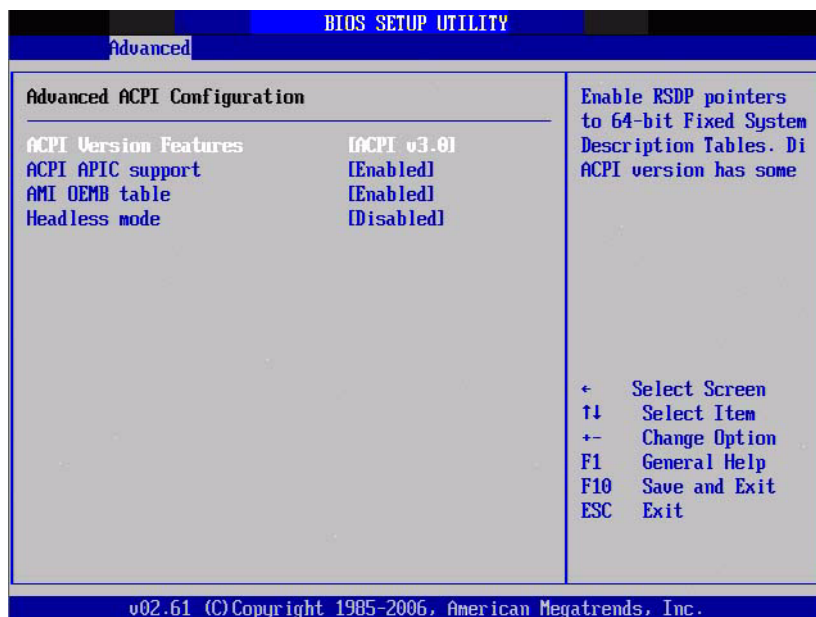 BIOS SETUP UTILITY
Advanced
Advanced ACPI Configuration
ACPI Version Features [ACPI v3.0]
ACPI APIC support [Enabled]
AMI OEMB table [Enabled]
Headless mode [Disabled]
Enable RSDP pointers
to 64-bit Fixed System
Description Tables. Di
ACPI version has some
← Select Screen
↑↓ Select Item
+- Change Option
F1 General Help
F10 Save and Exit
ESC Exit
v02.61 (C)Copyright 1985-2006, American Megatrends, Inc.